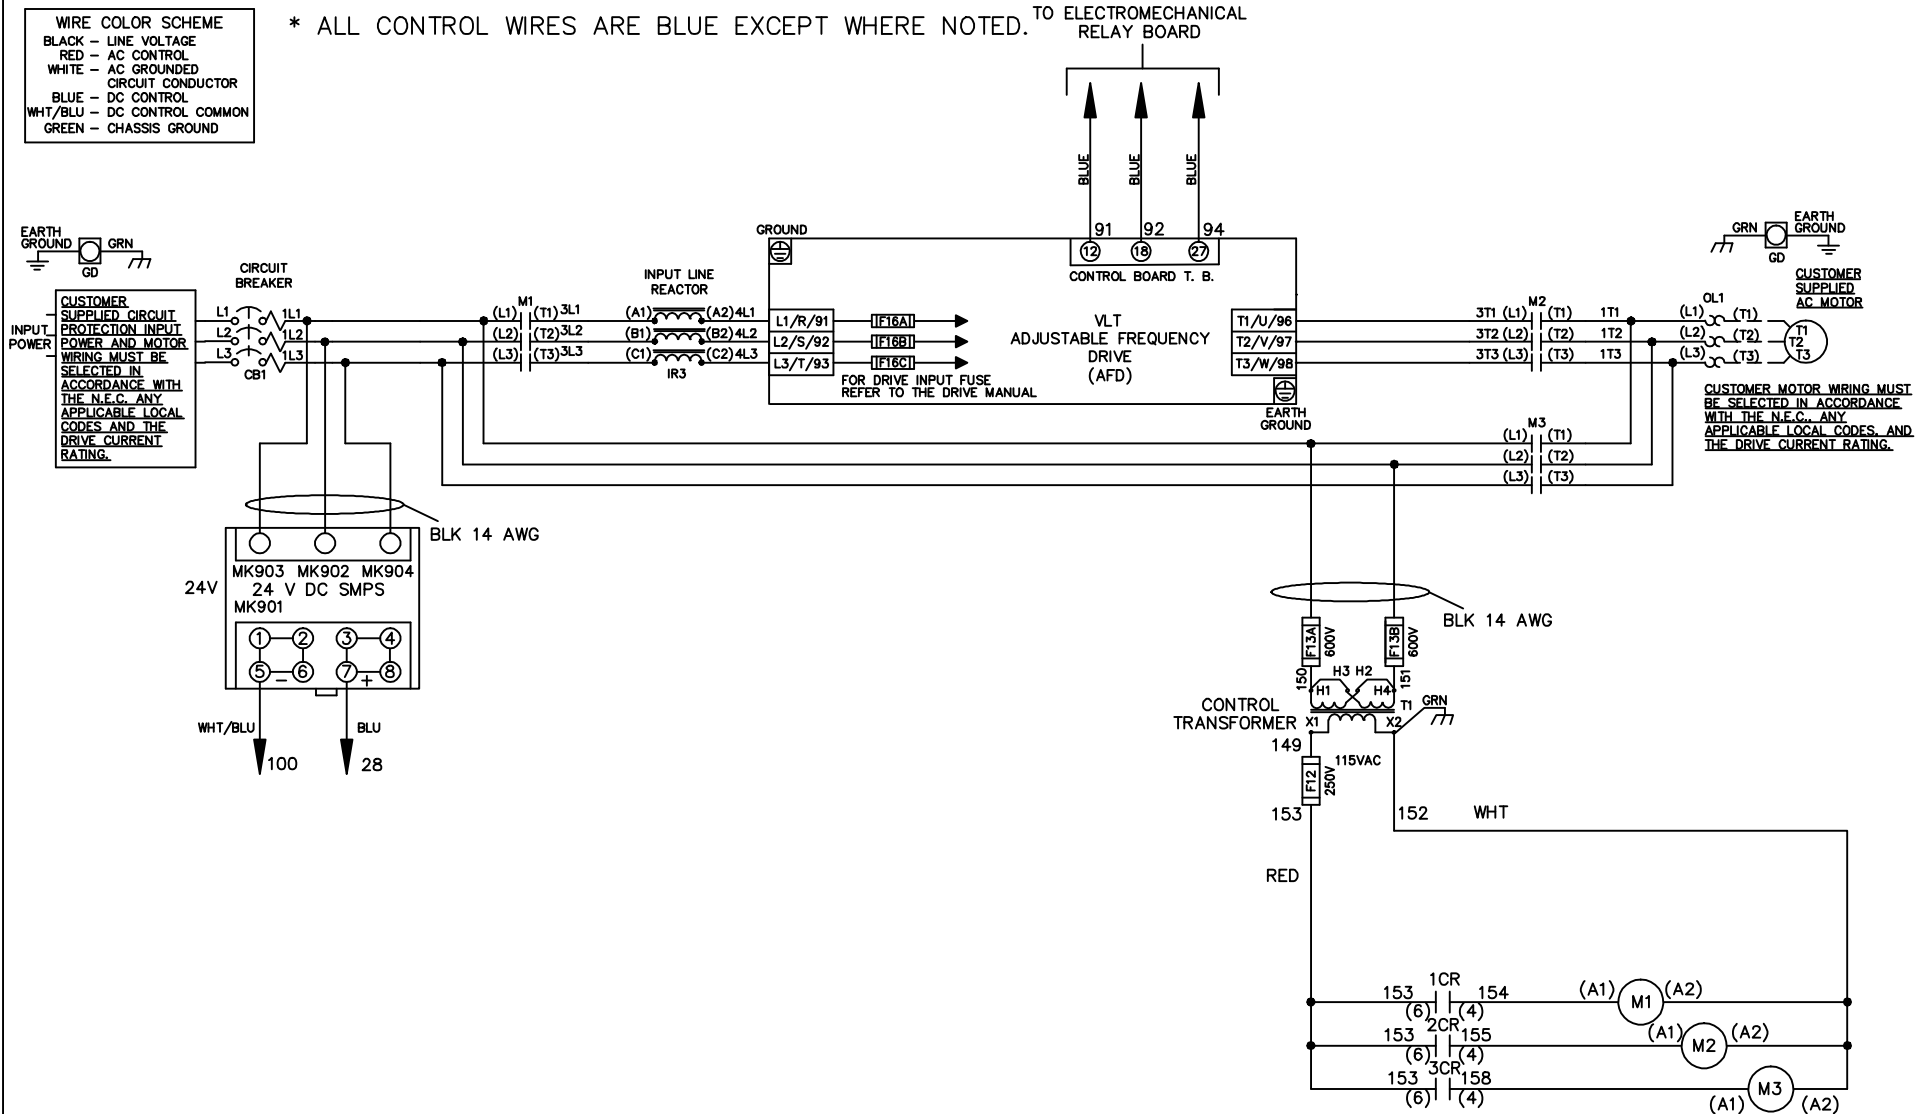 WIRE COLOR SCHEME
BLACK – LINE VOLTAGE
RED – AC CONTROL
WHITE – AC GROUNDED
CIRCUIT CONDUCTOR
BLUE – DC CONTROL
WHT/BLU – DC CONTROL COMMON
GREEN – CHASSIS GROUND
* ALL CONTROL WIRES ARE BLUE EXCEPT WHERE NOTED.
TO ELECTROMECHANICAL
RELAY BOARD
BLUE
BLUE
BLUE
91 92 94
12 18 27
CONTROL BOARD T. B.
EARTH
GROUND
GRN
GD
INPUT
POWER
CUSTOMER
SUPPLIED CIRCUIT
PROTECTION INPUT
POWER AND MOTOR
WIRING MUST BE
SELECTED IN
ACCORDANCE WITH
THE N.E.C. ANY
APPLICABLE LOCAL
CODES AND THE
DRIVE CURRENT
RATING.
CIRCUIT
BREAKER
L1 1L1
L2 1L2
L3 1L3
CB1
M1
(L1) (T1) 3L1
(L2) (T2) 3L2
(L3) (T3) 3L3
INPUT LINE
REACTOR
(A1) (A2) 4L1
(B1) (B2) 4L2
(C1) (C2) 4L3
IR3
GROUND
L1/R/91 F16A
L2/S/92 F16B
L3/T/93 F16C
FOR DRIVE INPUT FUSE
REFER TO THE DRIVE MANUAL
VLT
ADJUSTABLE FREQUENCY
DRIVE
(AFD)
T1/U/96
T2/V/97
T3/W/98
EARTH
GROUND
M2
3T1 (L1) (T1) 1T1
3T2 (L2) (T2) 1T2
3T3 (L3) (T3) 1T3
OL1
(L1) (T1)
(L2) (T2)
(L3) (T3)
T1
T2
T3
GRN
GD
EARTH
GROUND
CUSTOMER
SUPPLIED
AC MOTOR
CUSTOMER MOTOR WIRING MUST
BE SELECTED IN ACCORDANCE
WITH THE N.E.C., ANY
APPLICABLE LOCAL CODES, AND
THE DRIVE CURRENT RATING.
M3
(L1) (T1)
(L2) (T2)
(L3) (T3)
BLK 14 AWG
24V
MK903 MK902 MK904
24 V DC SMPS
MK901
1 2 3 4
5 6 7 8
– +
WHT/BLU BLU
100 28
BLK 14 AWG
F13A 600V
F13B 600V
150 151
H3 H2
H1 H4
T1
GRN
CONTROL
TRANSFORMER
X1 X2
149
115VAC
F12 250V
153 152
WHT
RED
1CR
153 154
(6) (4)
(A1) M1 (A2)
2CR
153 155
(6) (4)
(A1) M2 (A2)
3CR
153 158
(6) (4)
(A1) M3 (A2)